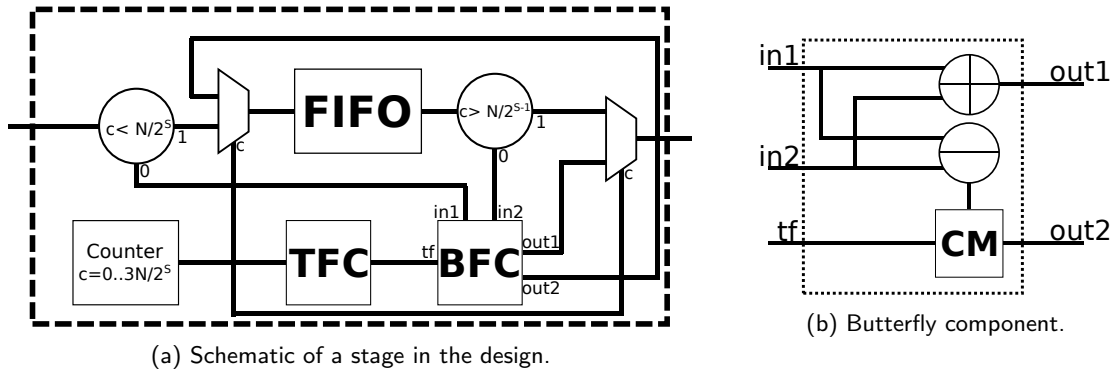 c< N/2^S
1
0
c
FIFO
c> N/2^S-1
1
0
c
Counter
c=0..3N/2^S
TFC
tf
BFC
in1
in2
out1
out2
(a) Schematic of a stage in the design.
in1
in2
tf
CM
out1
out2
(b) Butterfly component.